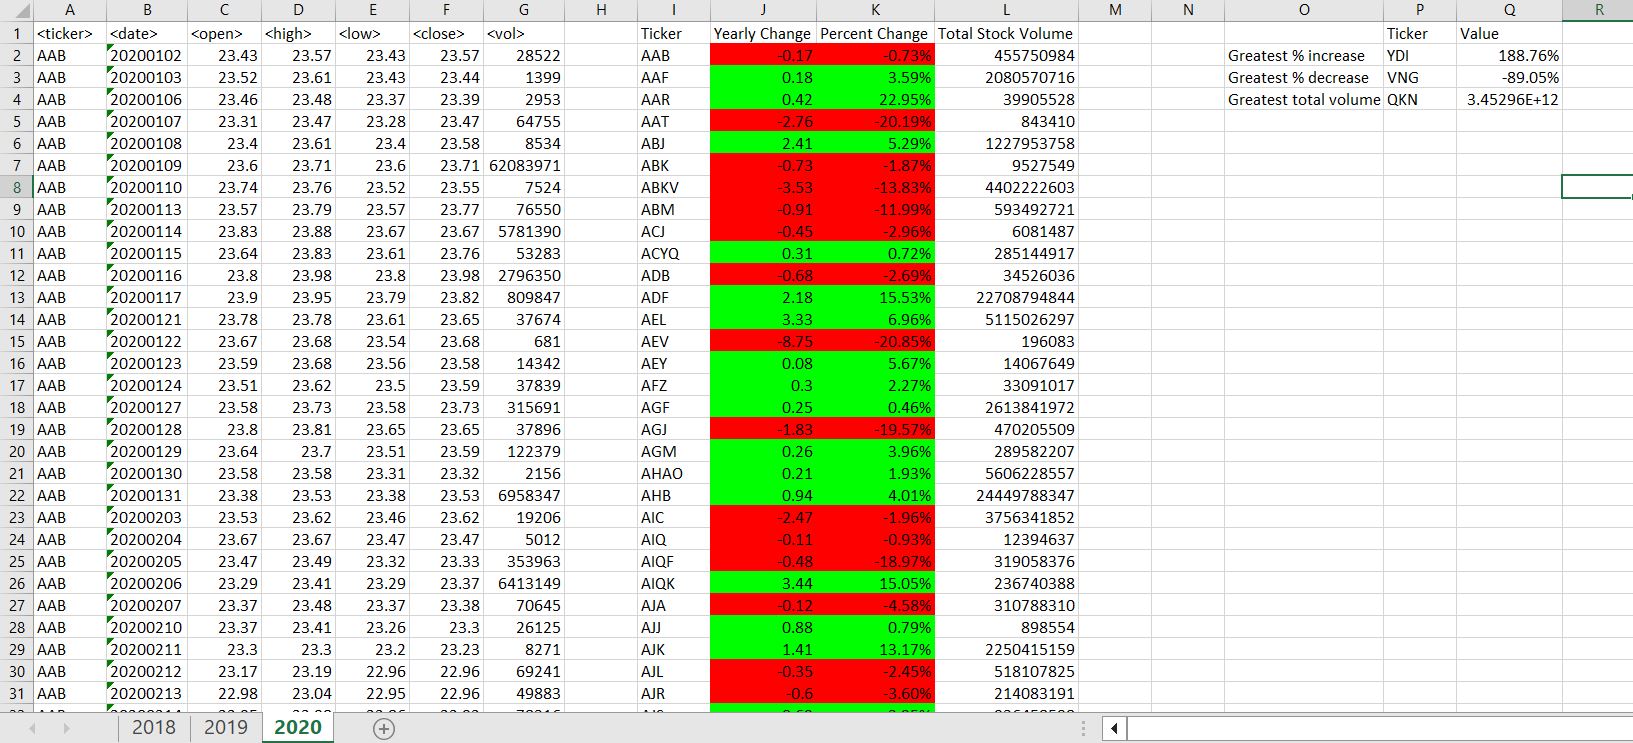 A B C D E F G H I J K L M N O P Q R
1 <ticker> <date> <open> <high> <low> <close> <vol> Ticker Yearly Change Percent Change Total Stock Volume Ticker Value
2 AAB 20200102 23.43 23.57 23.43 23.57 28522 AAB -0.17 -0.73% 455750984 Greatest % increase YDI 188.76%
3 AAB 20200103 23.52 23.61 23.43 23.44 1399 AAF 0.18 3.59% 2080570716 Greatest % decrease VNG -89.05%
4 AAB 20200106 23.46 23.48 23.37 23.39 2953 AAR 0.42 22.95% 39905528 Greatest total volume QKN 3.45296E+12
5 AAB 20200107 23.31 23.47 23.28 23.47 64755 AAT -2.76 -20.19% 843410
6 AAB 20200108 23.4 23.61 23.4 23.58 8534 ABJ 2.41 5.29% 1227953758
7 AAB 20200109 23.6 23.71 23.6 23.71 62083971 ABK -0.73 -1.87% 9527549
8 AAB 20200110 23.74 23.76 23.52 23.55 7524 ABKV -3.53 -13.83% 4402222603
9 AAB 20200113 23.57 23.79 23.57 23.77 76550 ABM -0.91 -11.99% 593492721
10 AAB 20200114 23.83 23.88 23.67 23.67 5781390 ACJ -0.45 -2.96% 6081487
11 AAB 20200115 23.64 23.83 23.61 23.76 53283 ACYQ 0.31 0.72% 285144917
12 AAB 20200116 23.8 23.98 23.8 23.98 2796350 ADB -0.68 -2.69% 34526036
13 AAB 20200117 23.9 23.95 23.79 23.82 809847 ADF 2.18 15.53% 22708794844
14 AAB 20200121 23.78 23.78 23.61 23.65 37674 AEL 3.33 6.96% 5115026297
15 AAB 20200122 23.67 23.68 23.54 23.68 681 AEV -8.75 -20.85% 196083
16 AAB 20200123 23.59 23.68 23.56 23.58 14342 AEY 0.08 5.67% 14067649
17 AAB 20200124 23.51 23.62 23.5 23.59 37839 AFZ 0.3 2.27% 33091017
18 AAB 20200127 23.58 23.73 23.58 23.73 315691 AGF 0.25 0.46% 2613841972
19 AAB 20200128 23.8 23.81 23.65 23.65 37896 AGJ -1.83 -19.57% 470205509
20 AAB 20200129 23.64 23.7 23.51 23.59 122379 AGM 0.26 3.96% 289582207
21 AAB 20200130 23.58 23.58 23.31 23.32 2156 AHAO 0.21 1.93% 5606228557
22 AAB 20200131 23.38 23.53 23.38 23.53 6958347 AHB 0.94 4.01% 24449788347
23 AAB 20200203 23.53 23.62 23.46 23.62 19206 AIC -2.47 -1.96% 3756341852
24 AAB 20200204 23.67 23.67 23.47 23.47 5012 AIQ -0.11 -0.93% 12394637
25 AAB 20200205 23.47 23.49 23.32 23.33 353963 AIQF -0.48 -18.97% 319058376
26 AAB 20200206 23.29 23.41 23.29 23.37 6413149 AIQK 3.44 15.05% 236740388
27 AAB 20200207 23.37 23.48 23.37 23.38 70645 AJA -0.12 -4.58% 310788310
28 AAB 20200210 23.37 23.41 23.26 23.3 26125 AJJ 0.88 0.79% 898554
29 AAB 20200211 23.3 23.3 23.2 23.23 8271 AJK 1.41 13.17% 2250415159
30 AAB 20200212 23.17 23.19 22.96 22.96 69241 AJL -0.35 -2.45% 518107825
31 AAB 20200213 22.98 23.04 22.95 22.96 49883 AJR -0.6 -3.60% 214083191
2018 2019 2020